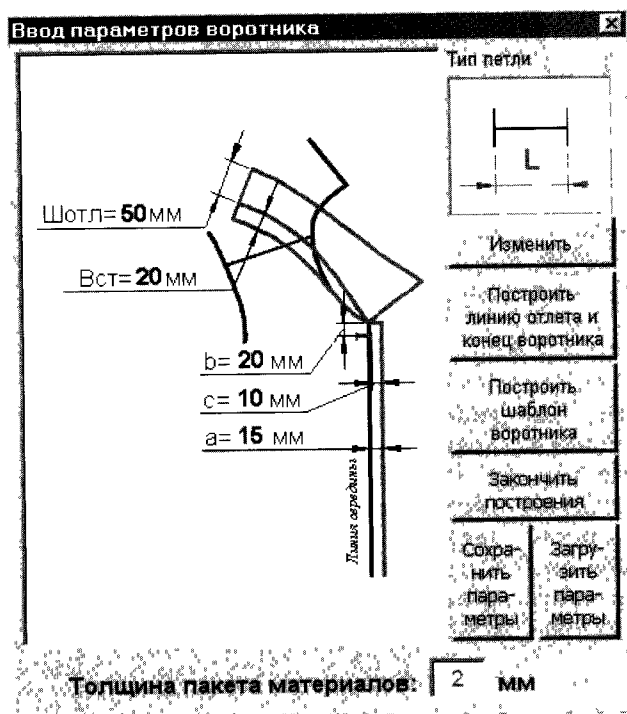 Ввод параметров воротника
Тип петли
L
Шотл= 50 мм
Вст= 20 мм
b= 20 мм
c= 10 мм
a= 15 мм
Линия середины
Изменить
Построить
линию отлета и
конец воротника
Построить
шаблон
воротника
Закончить
построения
Сохра-
нить
пара-
метры
Загру-
зить
пара-
метры
Толщина пакета материалов: 2 мм